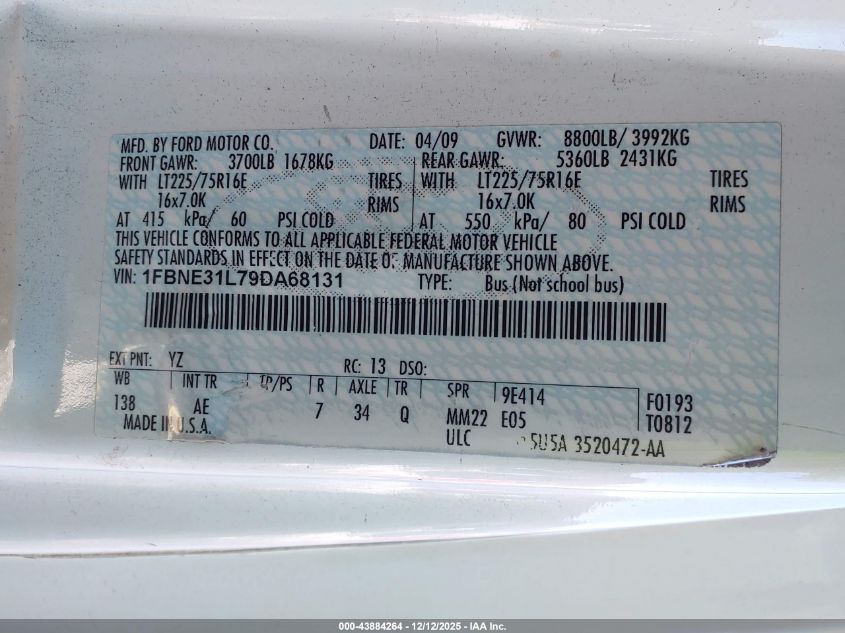 MFD. BY FORD MOTOR CO. DATE: 04/09 GVWR: 8800LB/ 3992KG
FRONT GAWR: 3700LB 1678KG REAR GAWR: 5360LB 2431KG
WITH LT225/75R16E TIRES WITH LT225/75R16E TIRES
16x7.0K RIMS 16x7.0K RIMS
AT 415 kPa/ 60 PSI COLD AT 550 kPa/ 80 PSI COLD
THIS VEHICLE CONFORMS TO ALL APPLICABLE FEDERAL MOTOR VEHICLE
SAFETY STANDARDS IN EFFECT ON THE DATE OF MANUFACTURE SHOWN ABOVE.
VIN: 1FBNE31L79DA68131 TYPE: Bus (Not school bus)
EXT PNT: YZ RC: 13 DSO:
WB INT TR TP/PS R AXLE TR SPR 9E414 F0193
138 AE 7 34 Q MM22 E05 T0812
MADE IN U.S.A. ULC 5U5A 3520472-AA
000-43884264 - 12/12/2025 - IAA Inc.